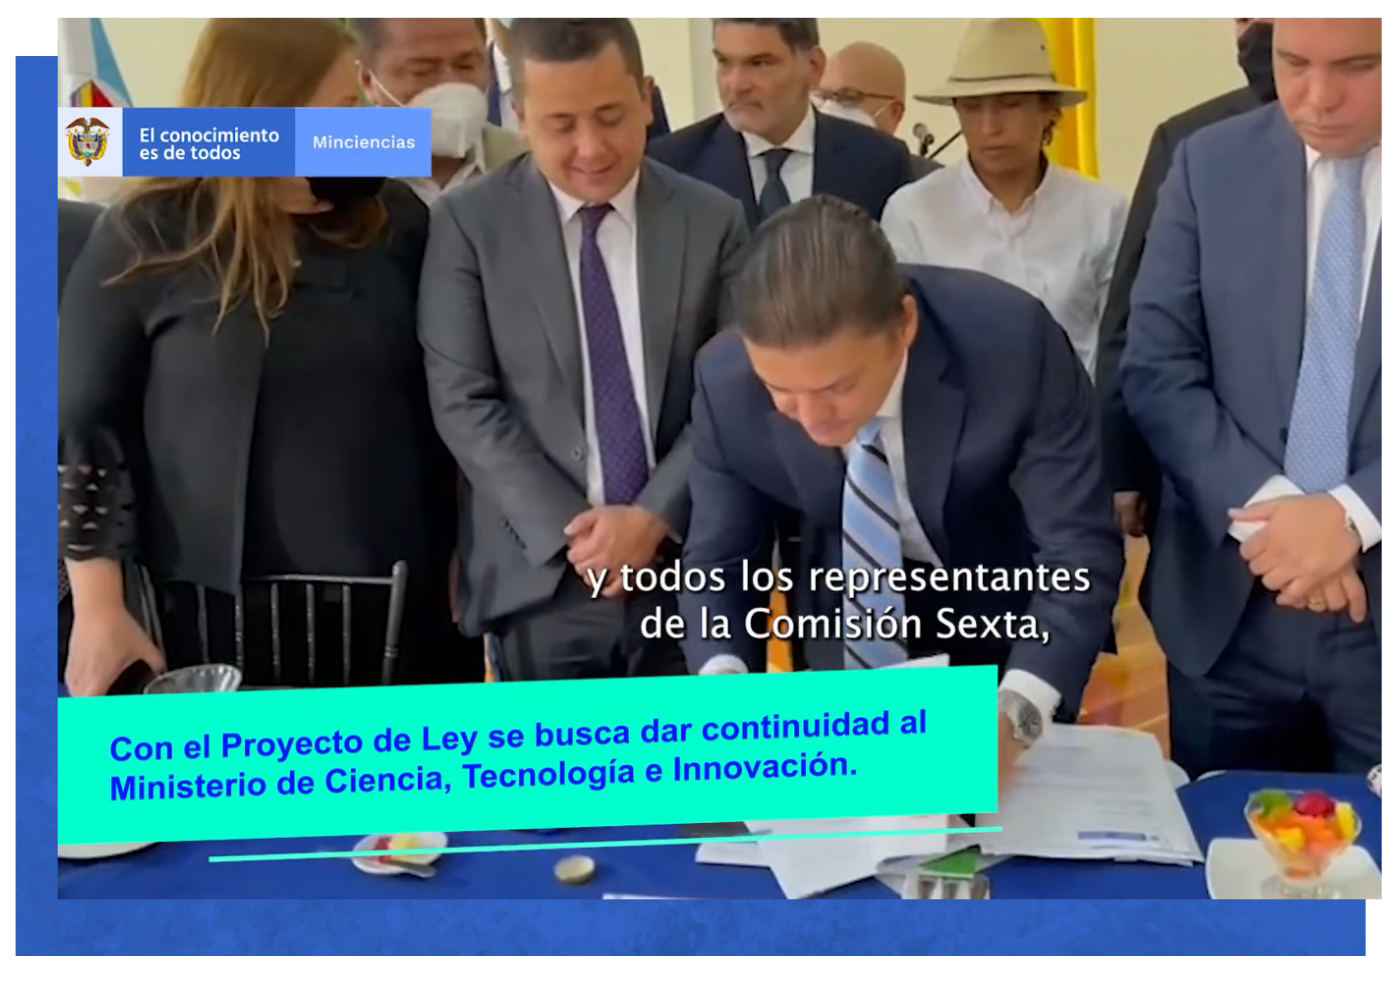 El conocimiento
es de todos
Minciencias
y todos los representantes
de la Comisión Sexta,
Con el Proyecto de Ley se busca dar continuidad al
Ministerio de Ciencia, Tecnología e Innovación.